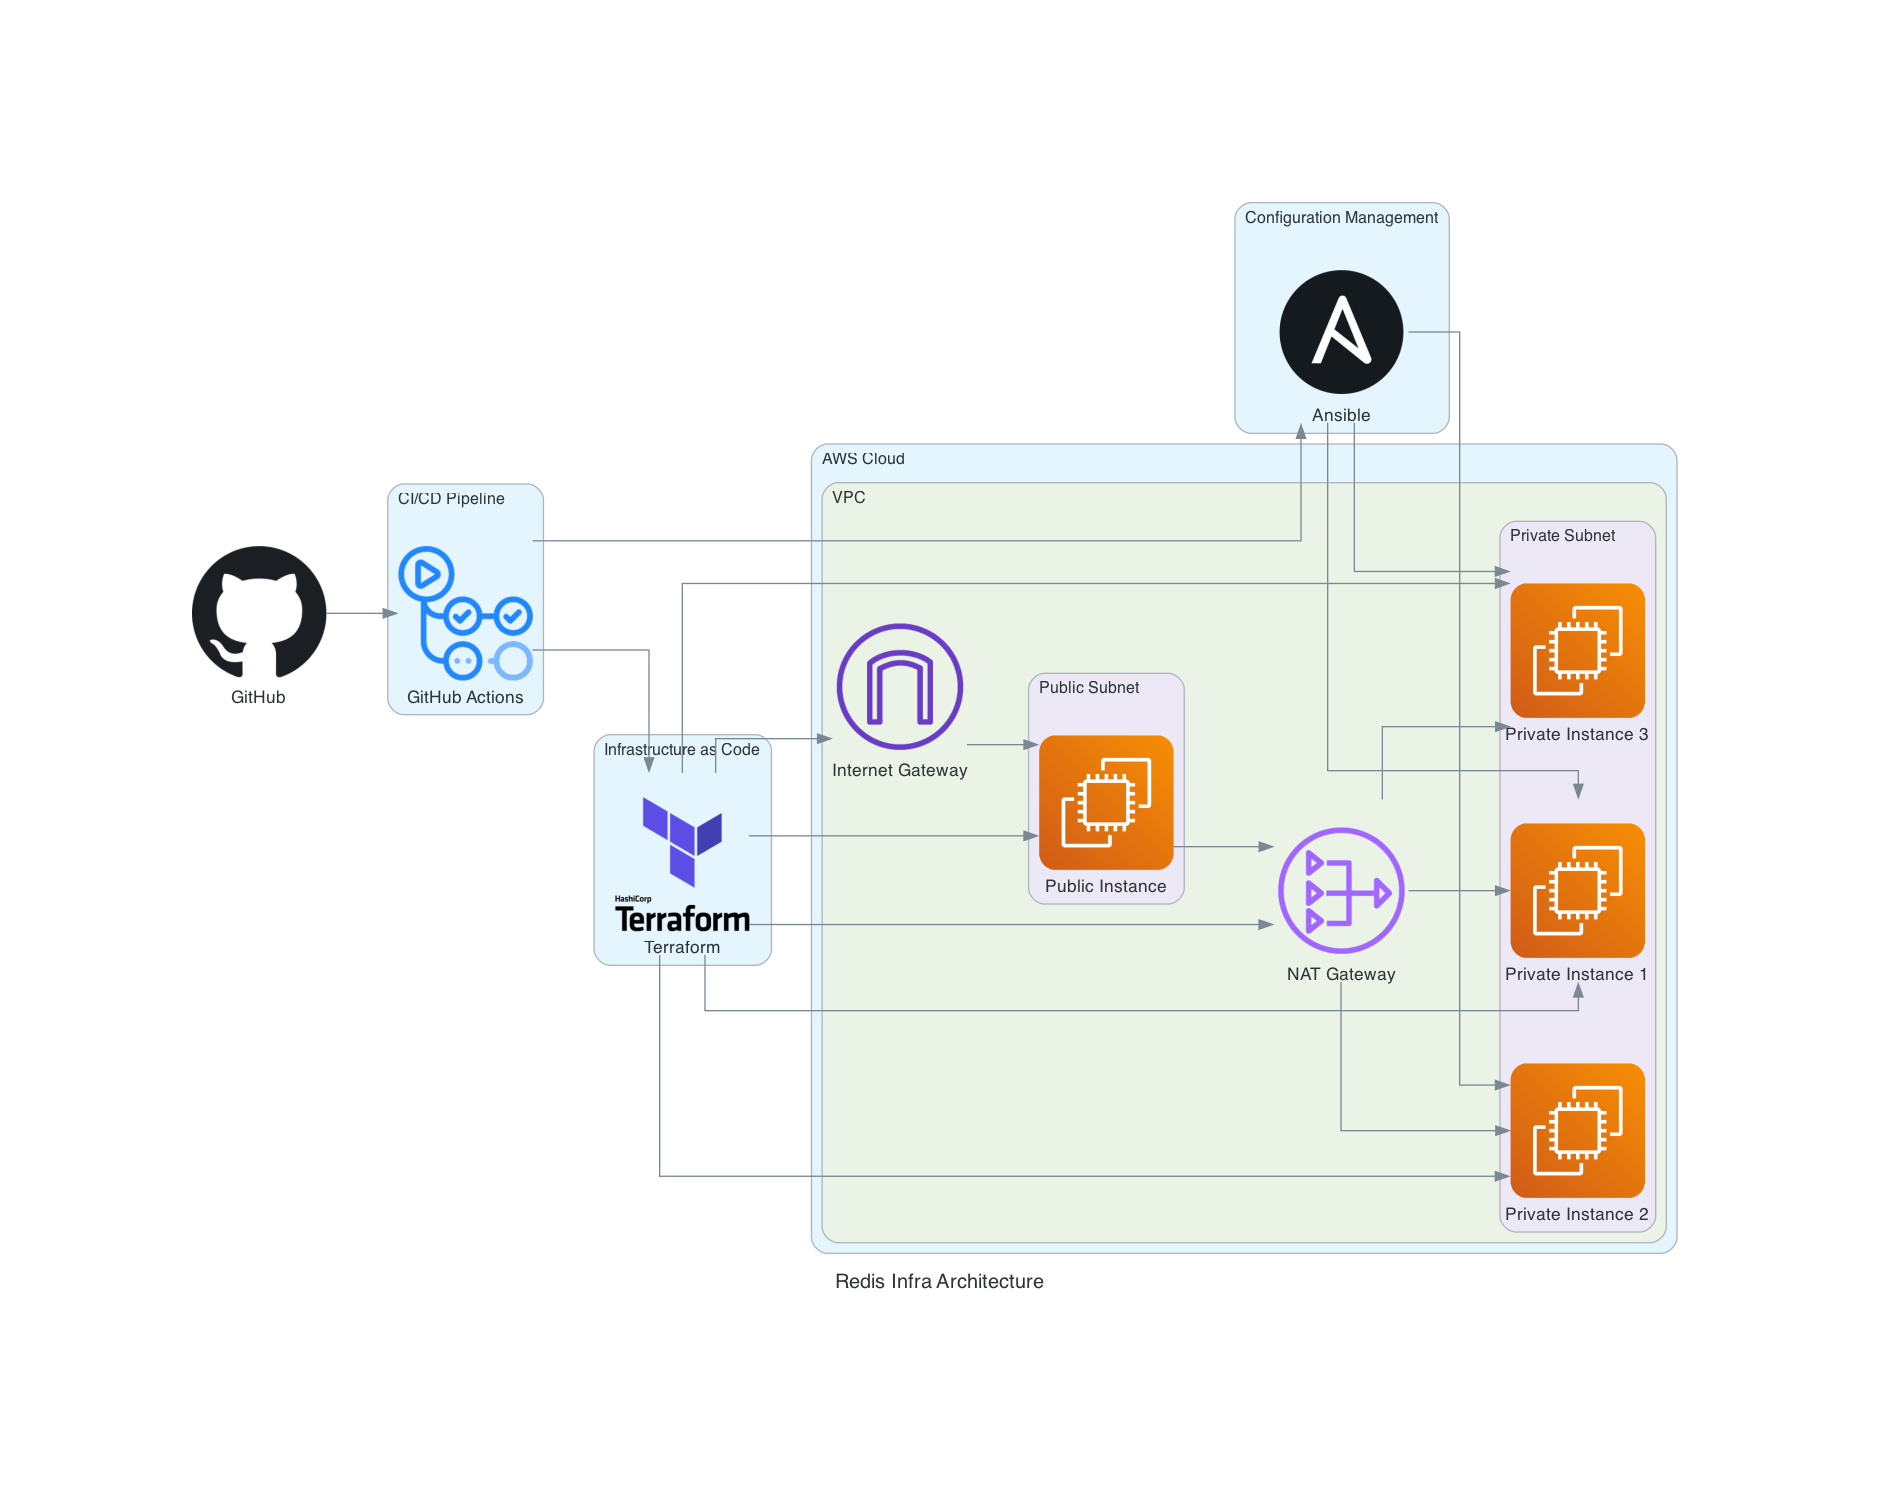 Configuration Management
Ansible
AWS Cloud
VPC
CI/CD Pipeline
GitHub
GitHub Actions
Private Subnet
Private Instance 3
Internet Gateway
Public Subnet
Public Instance
Infrastructure as Code
HashiCorp
Terraform
Terraform
NAT Gateway
Private Instance 1
Private Instance 2
Redis Infra Architecture